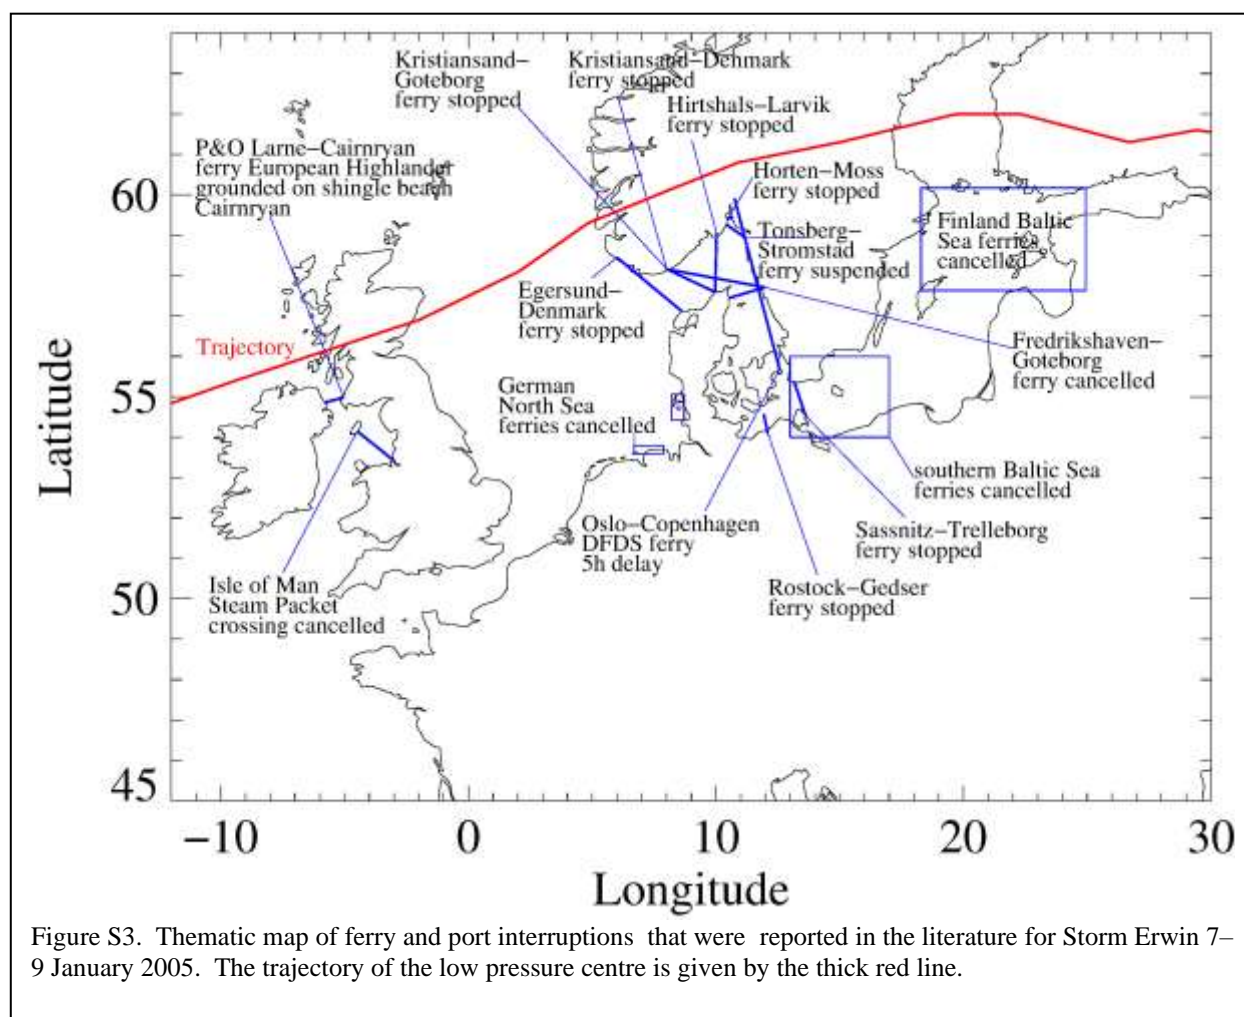 Kristiansand–
Goteborg
ferry stopped
Kristiansand–Denmark
ferry stopped
Hirtshals–Larvik
ferry stopped
P&O Larne–Cairnryan
ferry European Highlander
grounded on shingle beach
Cairnryan
Horten–Moss
ferry stopped
Tonsberg–
Stromstad
ferry suspended
Finland Baltic
Sea ferries
cancelled
Egersund–
Denmark
ferry stopped
Trajectory
Fredrikshaven–
Goteborg
ferry cancelled
German
North Sea
ferries cancelled
southern Baltic Sea
ferries cancelled
Oslo–Copenhagen
DFDS ferry
5h delay
Sassnitz–Trelleborg
ferry stopped
Rostock–Gedser
ferry stopped
Isle of Man
Steam Packet
crossing cancelled
Latitude
60
55
50
45
−10
0
10
20
30
Longitude
Figure S3. Thematic map of ferry and port interruptions that were reported in the literature for Storm Erwin 7–
9 January 2005. The trajectory of the low pressure centre is given by the thick red line.